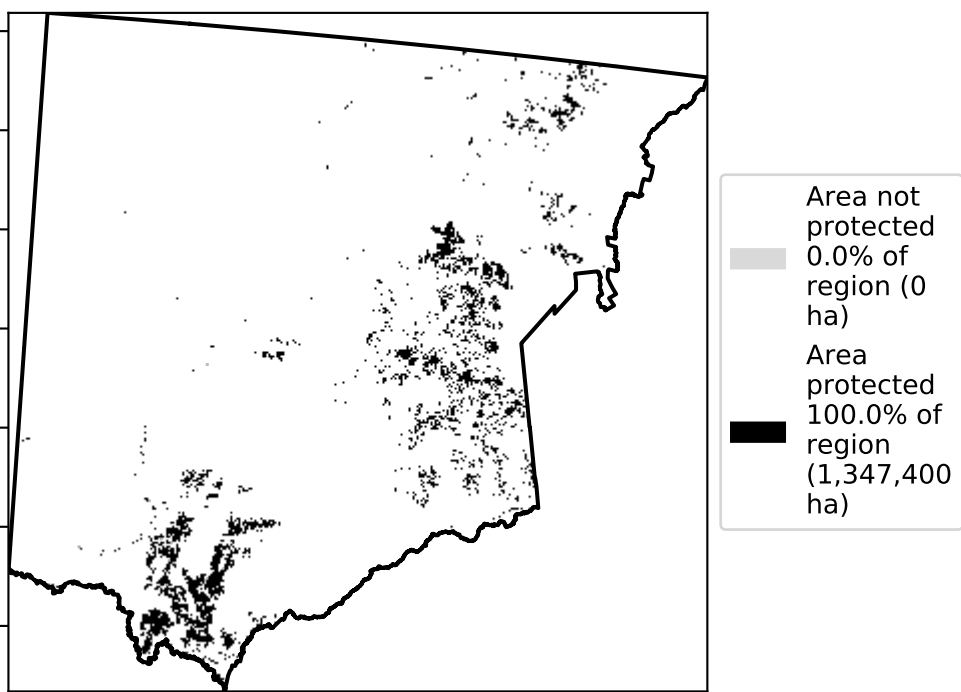 Area not
protected
0.0% of
region (0
ha)
Area
protected
100.0% of
region
(1,347,400
ha)